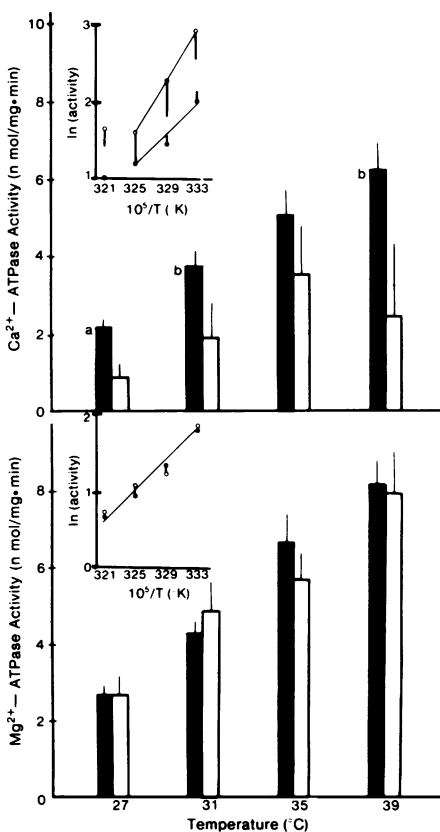 Ca²⁺— ATPase Activity (n mol/mg•min)
10
8
6
4
2
0
ln (activity)
3
2
1
321 325 329 333
10⁵/T ( K)
a
b
b
Mg²⁺— ATPase Activity (n mol/mg•min)
8
6
4
2
0
ln (activity)
2
1
0
321 325 329 333
10⁵/T (°K)
27 31 35 39
Temperature (°C)